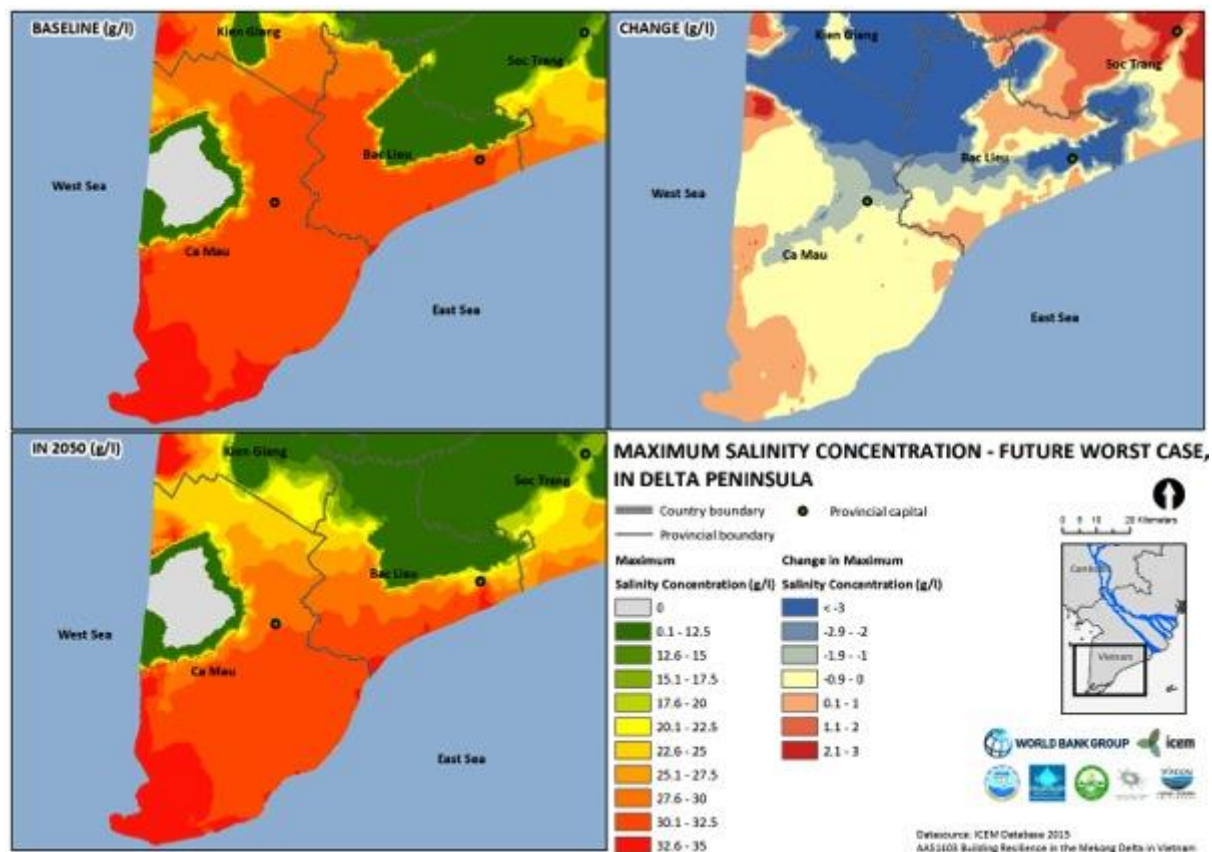 BASELINE (g/l)
Kien Giang
Soc Trang
Bac Lieu
West Sea
Ca Mau
East Sea
CHANGE (g/l)
Kien Giang
Soc Trang
Bac Lieu
West Sea
Ca Mau
East Sea
IN 2050 (g/l)
Kien Giang
Soc Trang
Bac Lieu
West Sea
Ca Mau
East Sea
MAXIMUM SALINITY CONCENTRATION - FUTURE WORST CASE,
IN DELTA PENINSULA
Country boundary
Provincial capital
Provincial boundary
0 5 10 20 Kilometers
Maximum
Salinity Concentration (g/l)
0
0.1 - 12.5
12.6 - 15
15.1 - 17.5
17.6 - 20
20.1 - 22.5
22.6 - 25
25.1 - 27.5
27.6 - 30
30.1 - 32.5
32.6 - 35
Change in Maximum
Salinity Concentration (g/l)
< -3
-2.9 - -2
-1.9 - -1
-0.9 - 0
0.1 - 1
1.1 - 2
2.1 - 3
Vietnam
WORLD BANK GROUP
icem
Datasource: ICEM Database 2015
AAS1603 Building Resilience in the Mekong Delta in Vietnam